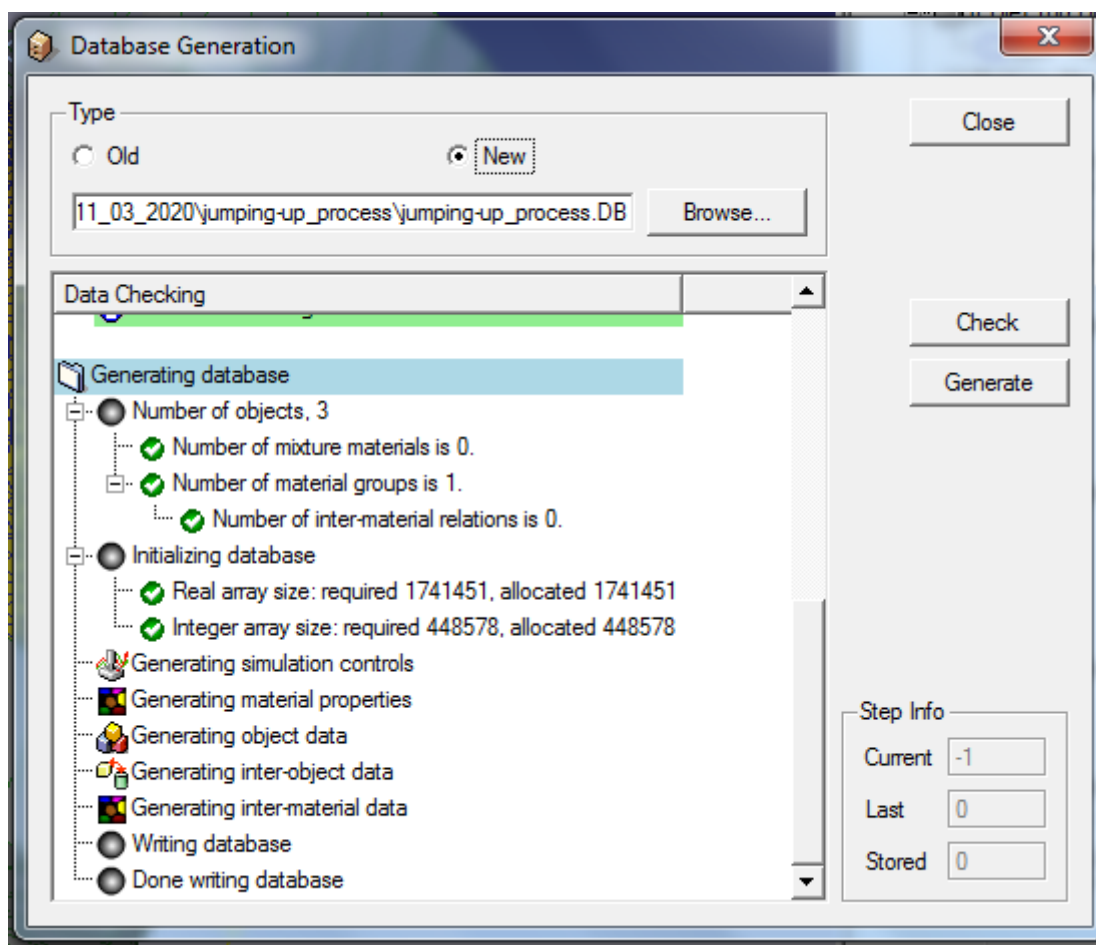 Database Generation
Type
Close
Old
New
11_03_2020\jumping-up_process\jumping-up_process.DB
Browse...
Data Checking
Check
Generating database
Generate
Number of objects, 3
Number of mixture materials is 0.
Number of material groups is 1.
Number of inter-material relations is 0.
Initializing database
Real array size: required 1741451, allocated 1741451
Integer array size: required 448578, allocated 448578
Generating simulation controls
Generating material properties
Generating object data
Generating inter-object data
Generating inter-material data
Writing database
Done writing database
Step Info
Current -1
Last 0
Stored 0